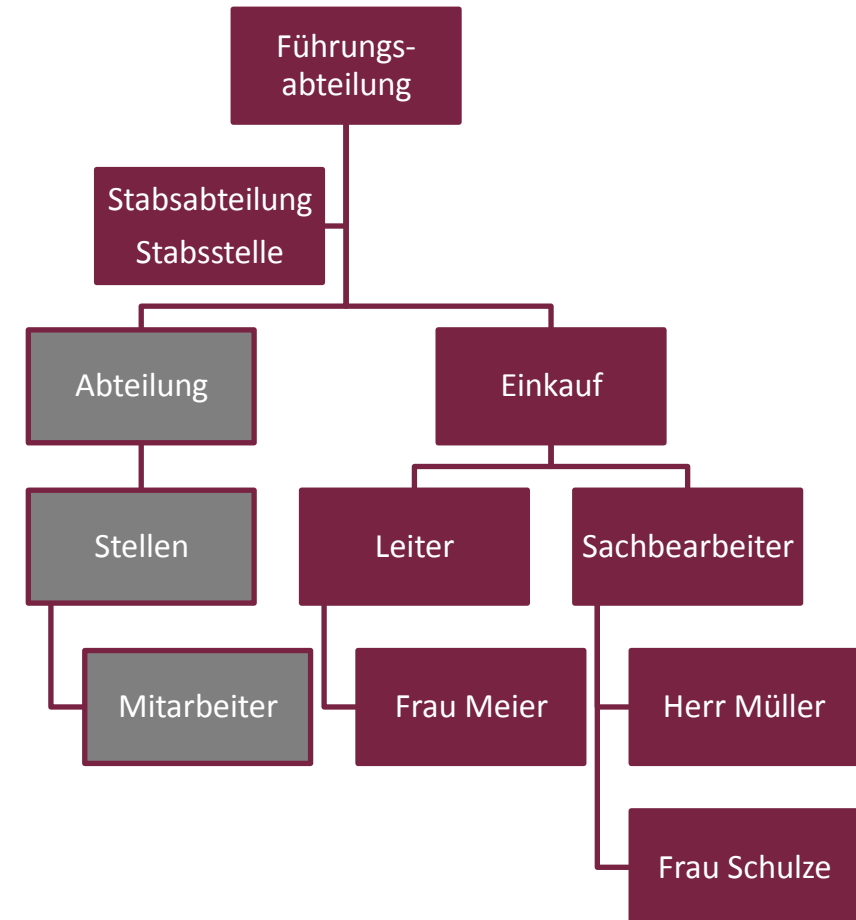 Führungs-
abteilung
Stabsabteilung
Stabsstelle
Abteilung
Einkauf
Stellen
Leiter
Sachbearbeiter
Mitarbeiter
Frau Meier
Herr Müller
Frau Schulze